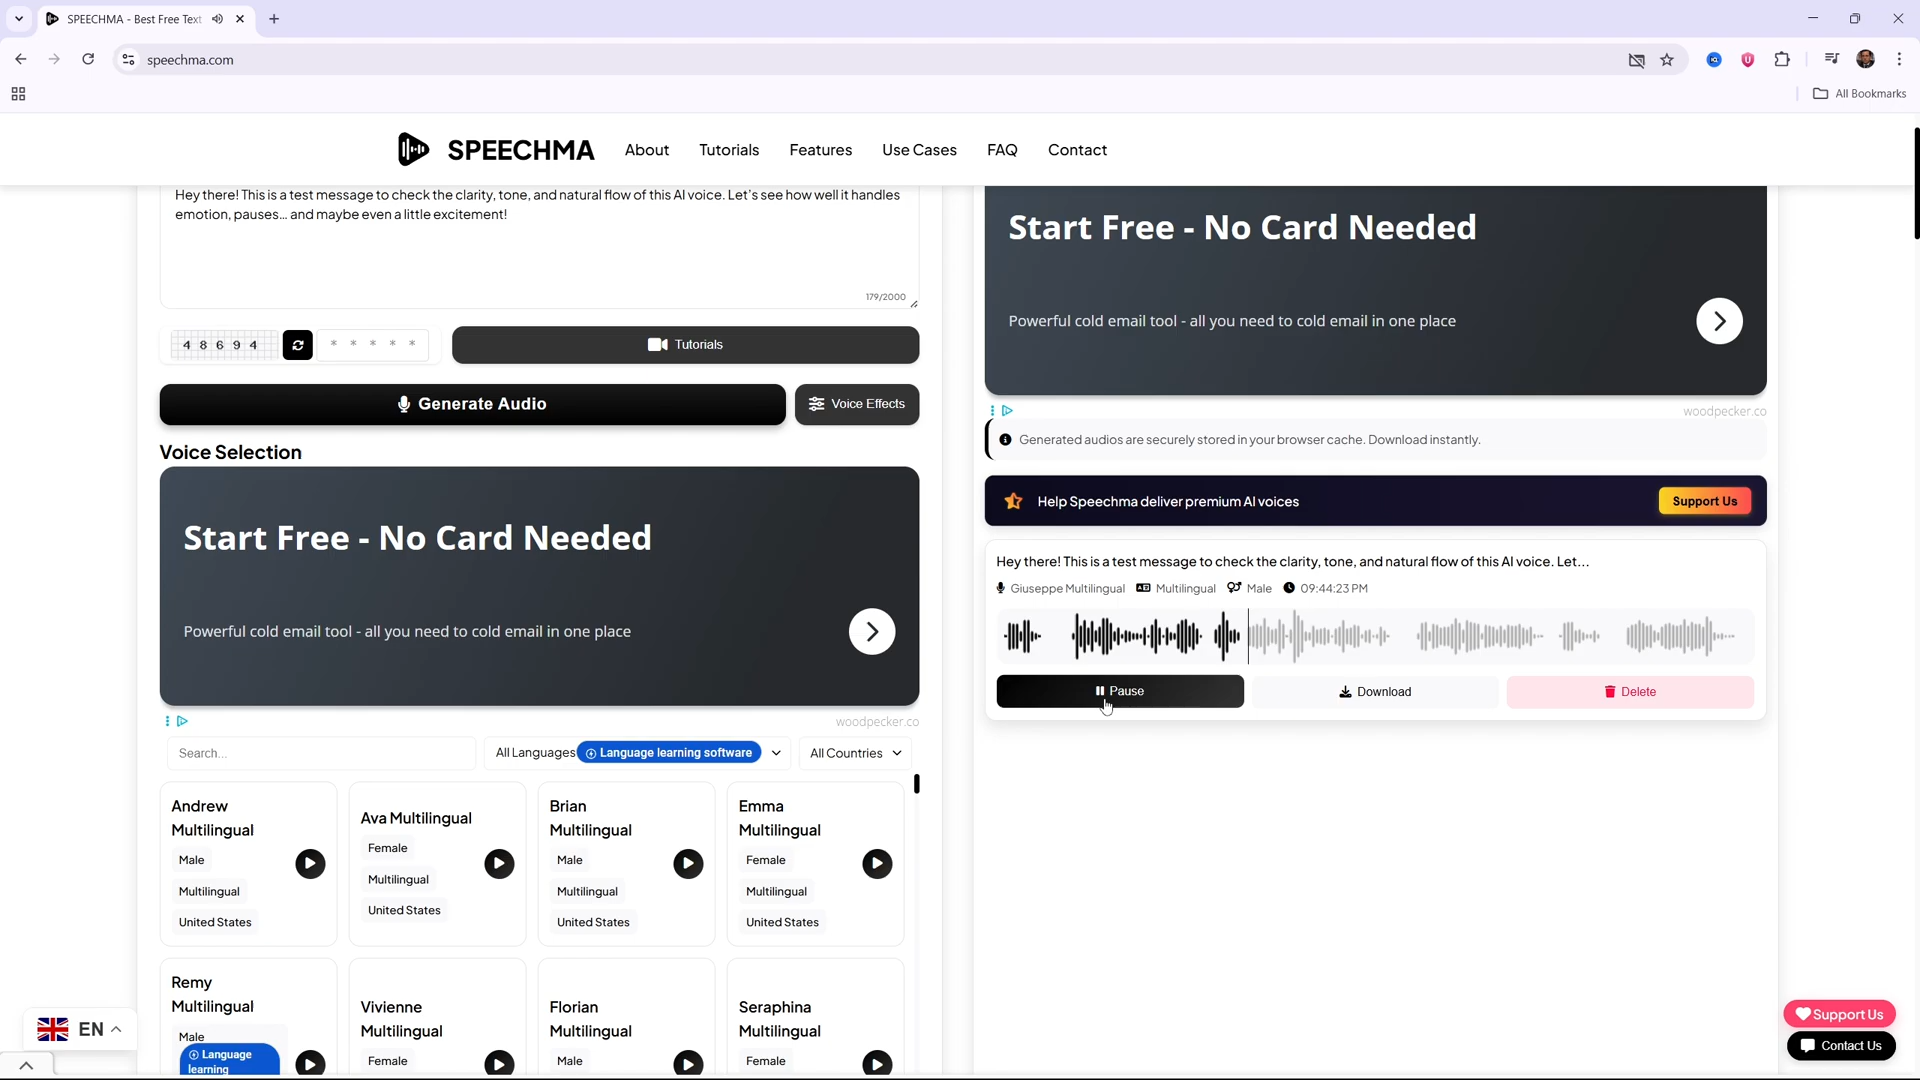 SPEECHMA - Best Free Text
speechma.com
All Bookmarks
SPEECHMA
About
Tutorials
Features
Use Cases
FAQ
Contact
Hey there! This is a test message to check the clarity, tone, and natural flow of this AI voice. Let's see how well it handles
emotion, pauses... and maybe even a little excitement!
179/2000
4 8 6 9 4
* * * * *
Tutorials
Generate Audio
Voice Effects
Voice Selection
Start Free - No Card Needed
Powerful cold email tool - all you need to cold email in one place
woodpecker.co
Search...
All Languages
Language learning software
All Countries
Andrew
Multilingual
Male
Multilingual
United States
Ava Multilingual
Female
Multilingual
United States
Brian
Multilingual
Male
Multilingual
United States
Emma
Multilingual
Female
Multilingual
United States
Remy
Multilingual
Male
Language
learning
Vivienne
Multilingual
Female
Florian
Multilingual
Male
Seraphina
Multilingual
Female
EN
Start Free - No Card Needed
Powerful cold email tool - all you need to cold email in one place
woodpecker.co
Generated audios are securely stored in your browser cache. Download instantly.
Help Speechma deliver premium AI voices
Support Us
Hey there! This is a test message to check the clarity, tone, and natural flow of this AI voice. Let...
Giuseppe Multilingual
Multilingual
Male
09:44:23 PM
Pause
Download
Delete
Support Us
Contact Us